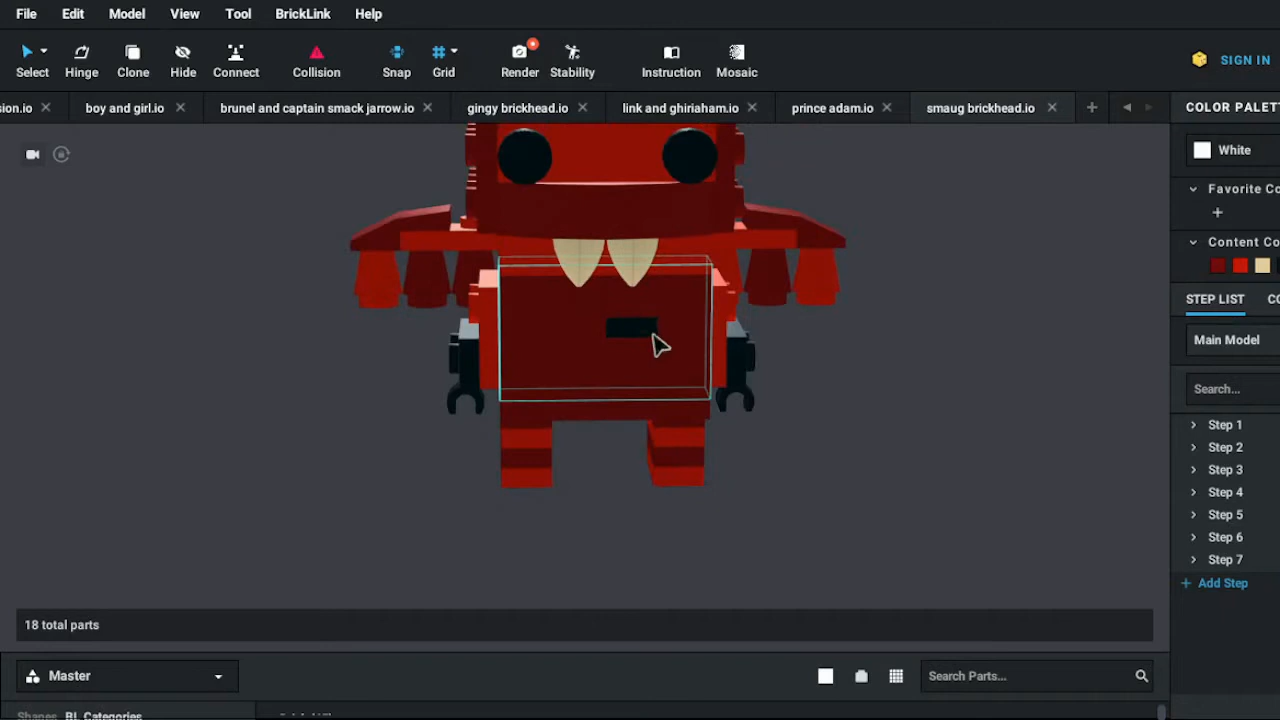 File Edit Model View Tool BrickLink Help
Select Hinge Clone Hide Connect Collision Snap Grid Render Stability Instruction Mosaic SIGN IN
sion.io boy and girl.io brunel and captain smack jarrow.io gingy brickhead.io link and ghiriaham.io prince adam.io smaug brickhead.io COLOR PALET
White
Favorite Co
Content Co
STEP LIST CO
Main Model
Search...
Step 1
Step 2
Step 3
Step 4
Step 5
Step 6
Step 7
Add Step
18 total parts
Master Search Parts...
Shapes BL Categories